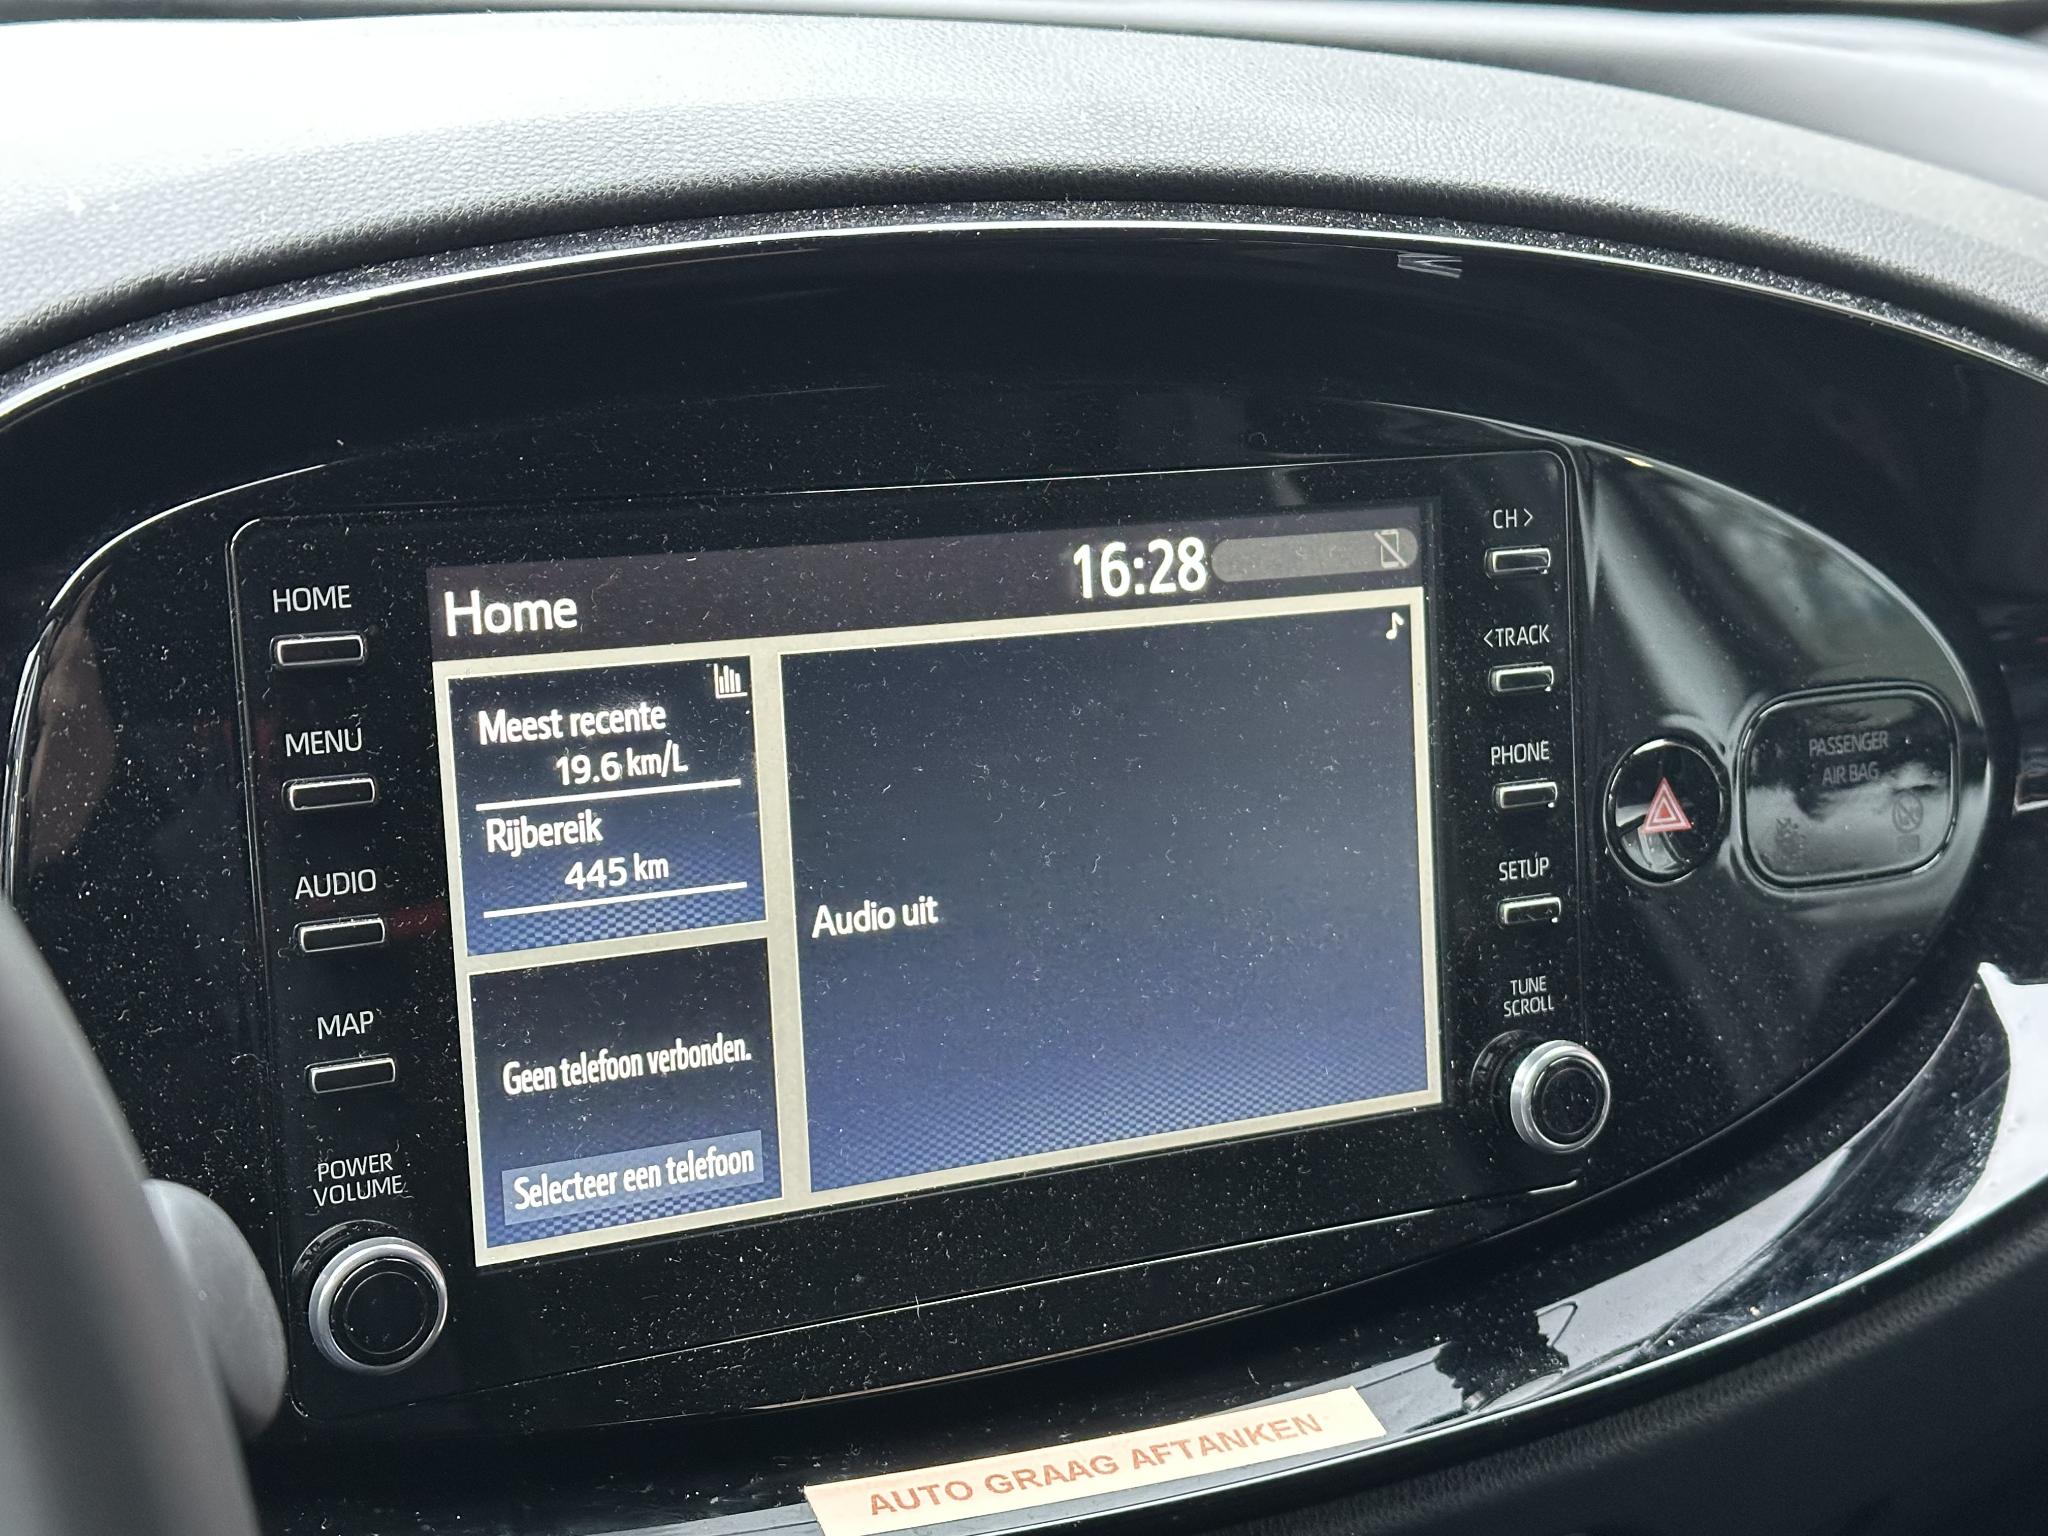 HOME
MENU
AUDIO
MAP
POWER
VOLUME
Home
16:28
Meest recente
19.6 km/L
Rijbereik
445 km
Geen telefoon verbonden.
Selecteer een telefoon
Audio uit
CH>
<TRACK
PHONE
SETUP
TUNE
SCROLL
PASSENGER
AIR BAG
AUTO GRAAG AFTANKEN